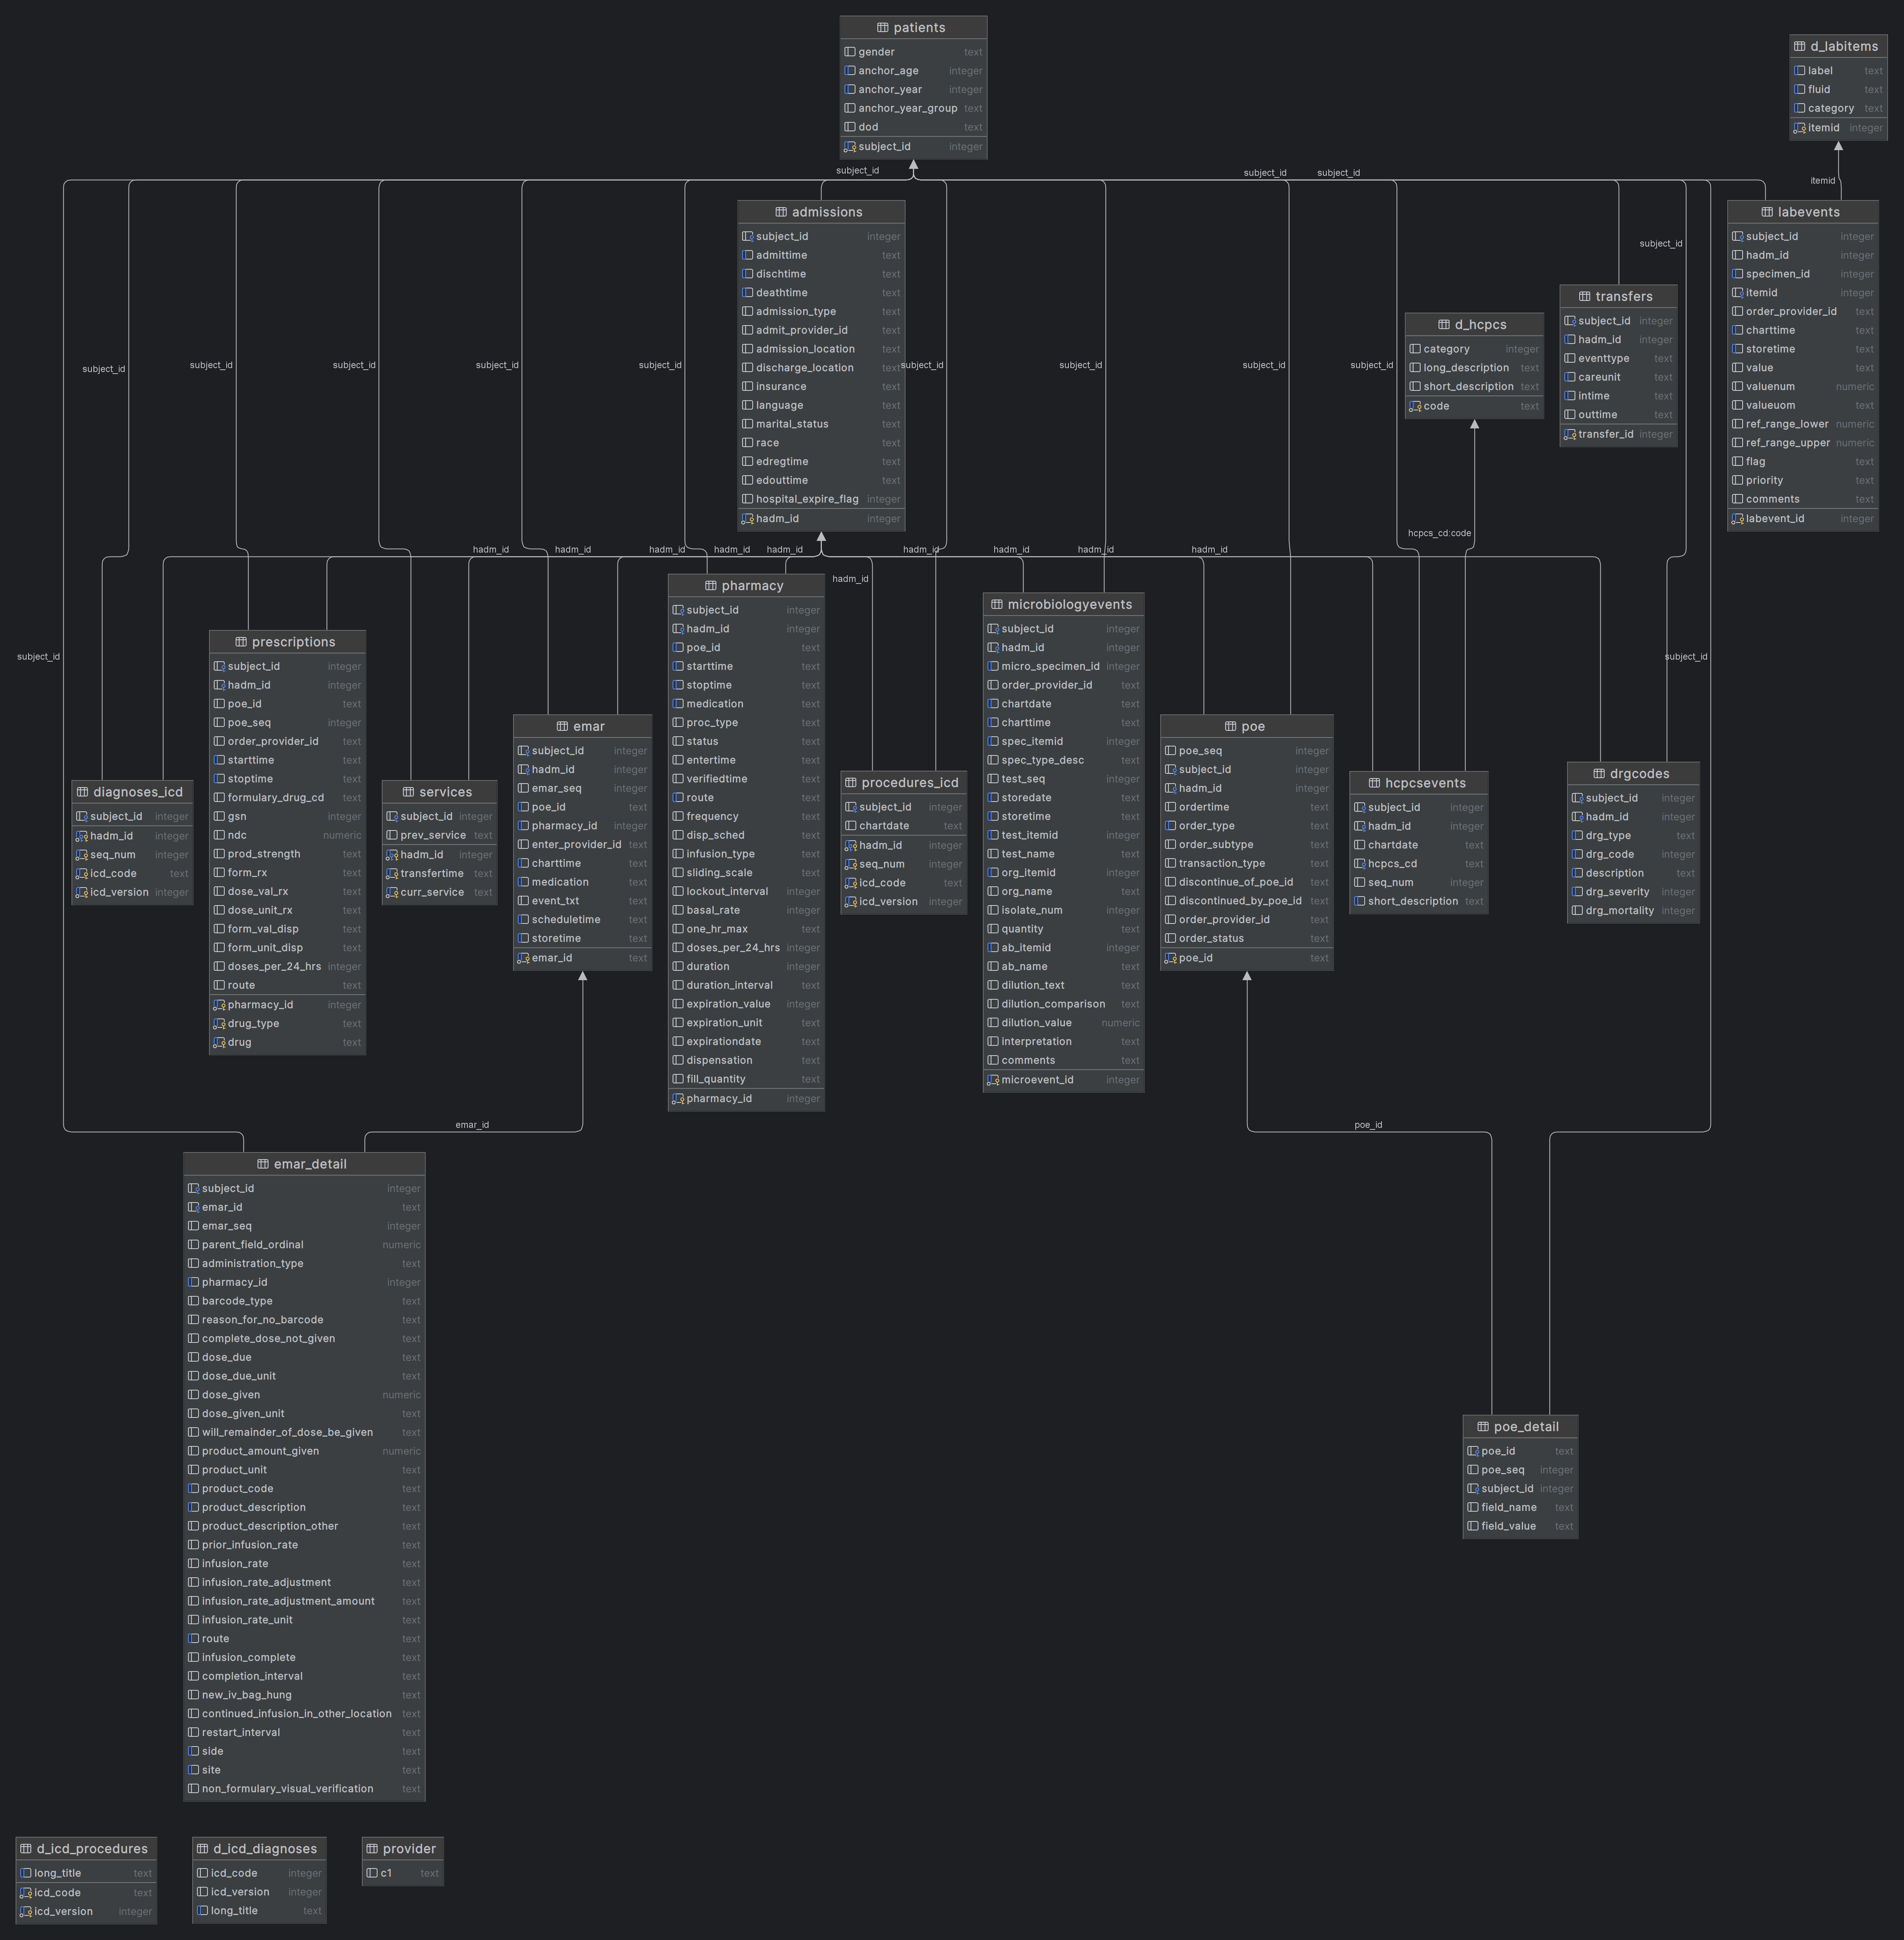 patients
gender text
anchor_age integer
anchor_year integer
anchor_year_group text
dod text
subject_id integer
d_labitems
label text
fluid text
category text
itemid integer
subject_id
subject_id
subject_id
itemid
admissions
subject_id integer
admittime text
dischtime text
deathtime text
admission_type text
admit_provider_id text
admission_location text
discharge_location text
insurance text
language text
marital_status text
race text
edregtime text
edouttime text
hospital_expire_flag integer
hadm_id integer
labevents
subject_id integer
hadm_id integer
specimen_id integer
itemid integer
order_provider_id text
charttime text
storetime text
value text
valuenum numeric
valueuom text
ref_range_lower numeric
ref_range_upper numeric
flag text
priority text
comments text
labevent_id integer
subject_id
transfers
subject_id integer
hadm_id integer
eventtype text
careunit text
intime text
outtime text
transfer_id integer
d_hcpcs
category integer
long_description text
short_description text
code text
subject_id
subject_id
subject_id
subject_id
subject_id
subject_id
subject_id
subject_id
subject_id
hcpcs_cd:code
hadm_id
hadm_id
hadm_id
hadm_id
hadm_id
hadm_id
hadm_id
hadm_id
hadm_id
hadm_id
pharmacy
subject_id integer
hadm_id integer
poe_id text
starttime text
stoptime text
medication text
proc_type text
status text
entertime text
verifiedtime text
route text
frequency text
disp_sched text
infusion_type text
sliding_scale text
lockout_interval integer
basal_rate integer
one_hr_max text
doses_per_24_hrs integer
duration integer
duration_interval text
expiration_value integer
expiration_unit text
expirationdate text
dispensation text
fill_quantity text
pharmacy_id integer
microbiologyevents
subject_id integer
hadm_id integer
micro_specimen_id integer
order_provider_id text
chartdate text
charttime text
spec_itemid integer
spec_type_desc text
test_seq integer
storedate text
storetime text
test_itemid integer
test_name text
org_itemid integer
org_name text
isolate_num integer
quantity text
ab_itemid integer
ab_name text
dilution_text text
dilution_comparison text
dilution_value numeric
interpretation text
comments text
microevent_id integer
subject_id
subject_id
prescriptions
subject_id integer
hadm_id integer
poe_id text
poe_seq integer
order_provider_id text
starttime text
stoptime text
formulary_drug_cd text
gsn integer
ndc numeric
prod_strength text
form_rx text
dose_val_rx text
dose_unit_rx text
form_val_disp text
form_unit_disp text
doses_per_24_hrs integer
route text
pharmacy_id integer
drug_type text
drug text
emar
subject_id integer
hadm_id integer
emar_seq integer
poe_id text
pharmacy_id integer
enter_provider_id text
charttime text
medication text
event_txt text
scheduletime text
storetime text
emar_id text
poe
poe_seq integer
subject_id integer
hadm_id integer
ordertime text
order_type text
order_subtype text
transaction_type text
discontinue_of_poe_id text
discontinued_by_poe_id text
order_provider_id text
order_status text
poe_id text
diagnoses_icd
subject_id integer
hadm_id integer
seq_num integer
icd_code text
icd_version integer
services
subject_id integer
prev_service text
hadm_id integer
transfertime text
curr_service text
procedures_icd
subject_id integer
chartdate text
hadm_id integer
seq_num integer
icd_code text
icd_version integer
hcpcsevents
subject_id integer
hadm_id integer
chartdate text
hcpcs_cd text
seq_num integer
short_description text
drgcodes
subject_id integer
hadm_id integer
drg_type text
drg_code integer
description text
drg_severity integer
drg_mortality integer
emar_id
poe_id
emar_detail
subject_id integer
emar_id text
emar_seq integer
parent_field_ordinal numeric
administration_type text
pharmacy_id integer
barcode_type text
reason_for_no_barcode text
complete_dose_not_given text
dose_due text
dose_due_unit text
dose_given numeric
dose_given_unit text
will_remainder_of_dose_be_given text
product_amount_given numeric
product_unit text
product_code text
product_description text
product_description_other text
prior_infusion_rate text
infusion_rate text
infusion_rate_adjustment text
infusion_rate_adjustment_amount text
infusion_rate_unit text
route text
infusion_complete text
completion_interval text
new_iv_bag_hung text
continued_infusion_in_other_location text
restart_interval text
side text
site text
non_formulary_visual_verification text
poe_detail
poe_id text
poe_seq integer
subject_id integer
field_name text
field_value text
d_icd_procedures
long_title text
icd_code text
icd_version integer
d_icd_diagnoses
icd_code integer
icd_version integer
long_title text
provider
c1 text